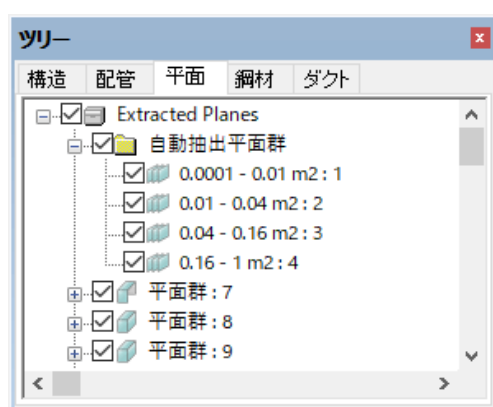 ツリー
構造 配管 平面 鋼材 ダクト
Extracted Planes
自動抽出平面群
0.0001 - 0.01 m2 : 1
0.01 - 0.04 m2 : 2
0.04 - 0.16 m2 : 3
0.16 - 1 m2 : 4
平面群 : 7
平面群 : 8
平面群 : 9